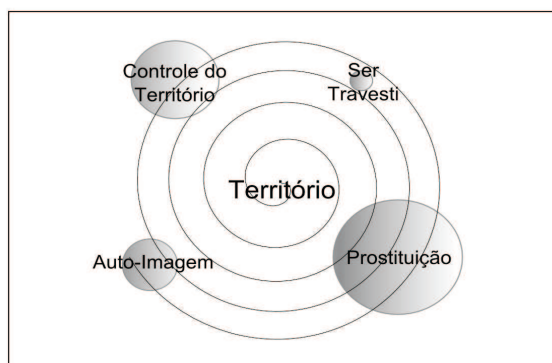 Controle do
Território
Ser
Travesti
Território
Auto-Imagem
Prostituição